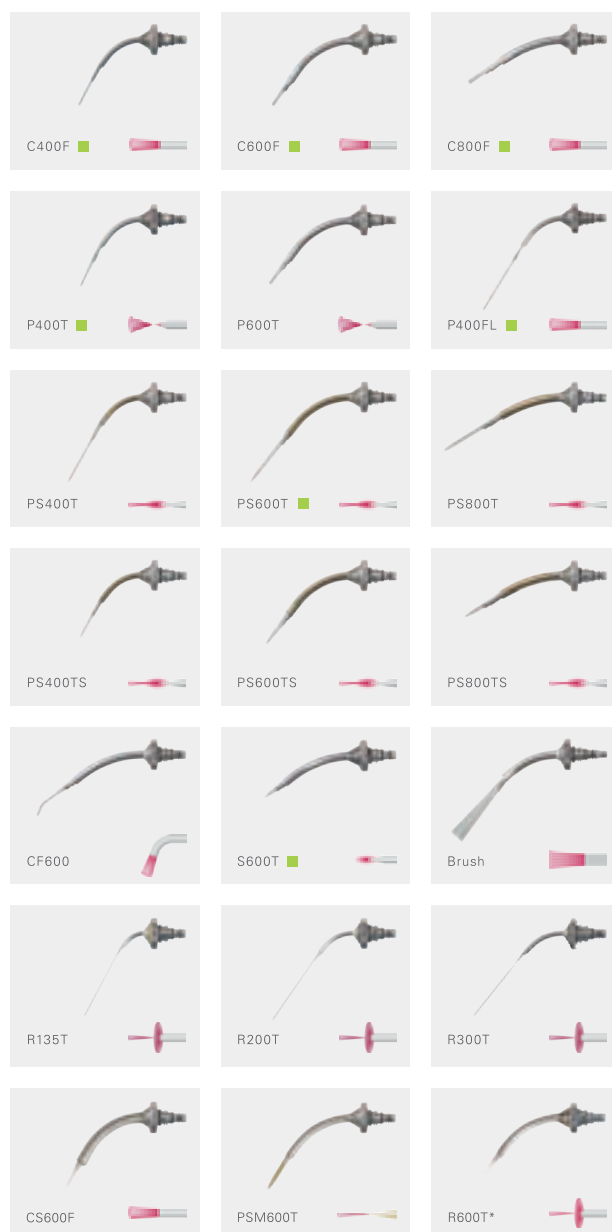 C400F
C600F
C800F
P400T
P600T
P400FL
PS400T
PS600T
PS800T
PS400TS
PS600TS
PS800TS
CF600
S600T
Brush
R135T
R200T
R300T
CS600F
PSM600T
R600T*